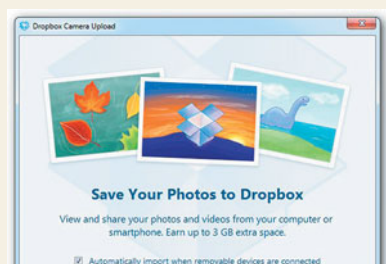 Dropbox Camera Upload
Save Your Photos to Dropbox
View and share your photos and videos from your computer or
smartphone. Earn up to 3 GB extra space.
Automatically import when removable devices are connected